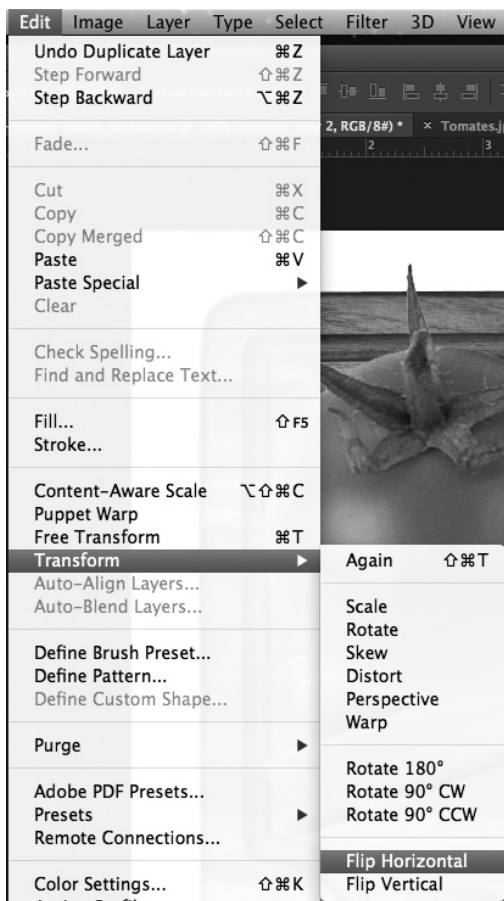 Edit Image Layer Type Select Filter 3D View
Undo Duplicate Layer ⌘Z
Step Forward ⇧⌘Z
Step Backward ⌥⌘Z
2, RGB/8#) * × Tomates.j
2 3
Fade... ⇧⌘F
Cut ⌘X
Copy ⌘C
Copy Merged ⇧⌘C
Paste ⌘V
Paste Special ▶
Clear
Check Spelling...
Find and Replace Text...
Fill... ⇧F5
Stroke...
Content-Aware Scale ⌥⇧⌘C
Puppet Warp
Free Transform ⌘T
Transform ▶
Auto-Align Layers...
Auto-Blend Layers...
Define Brush Preset...
Define Pattern...
Define Custom Shape...
Purge ▶
Adobe PDF Presets...
Presets ▶
Remote Connections...
Color Settings... ⇧⌘K
Again ⇧⌘T
Scale
Rotate
Skew
Distort
Perspective
Warp
Rotate 180°
Rotate 90° CW
Rotate 90° CCW
Flip Horizontal
Flip Vertical